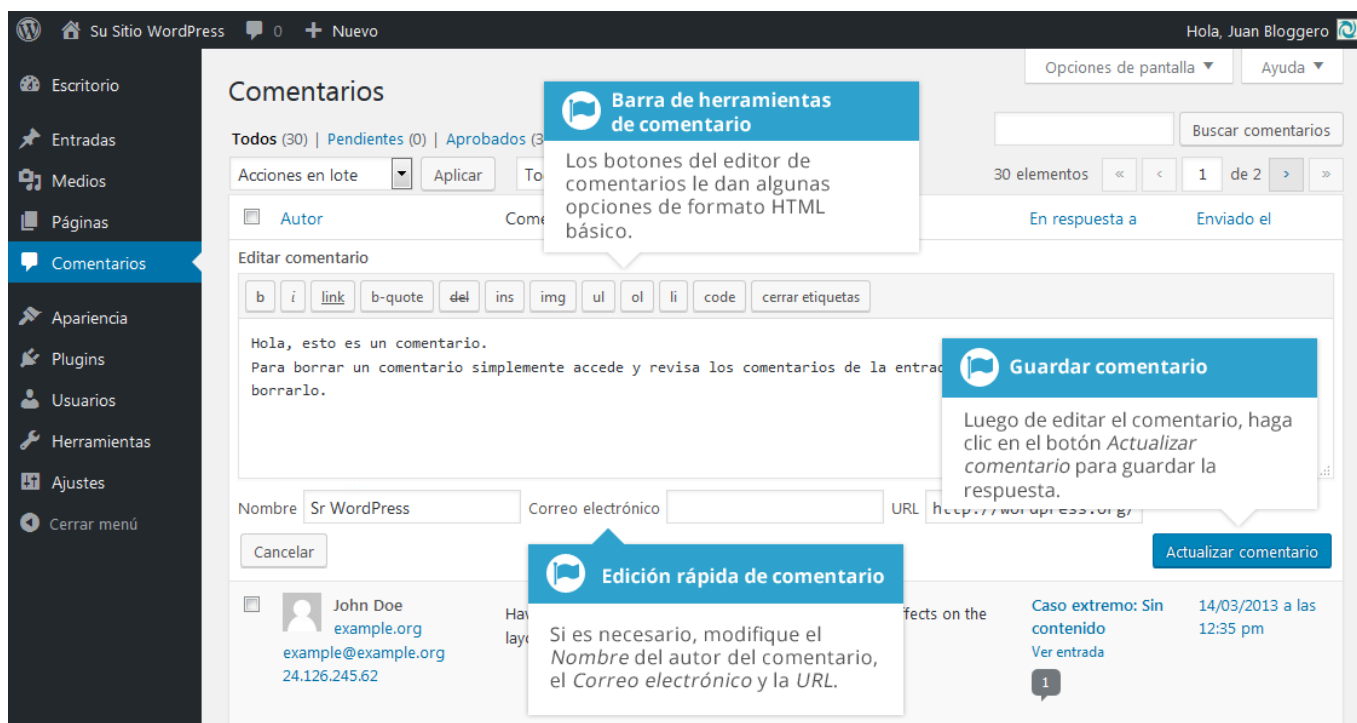 Su Sitio WordPress 0 + Nuevo Hola, Juan Bloggero
Opciones de pantalla ▼ Ayuda ▼
Escritorio
Entradas
Medios
Páginas
Comentarios
Apariencia
Plugins
Usuarios
Herramientas
Ajustes
Cerrar menú
Comentarios
Todos (30) | Pendientes (0) | Aprobados
Buscar comentarios
Acciones en lote Aplicar
30 elementos « ‹ 1 de 2 › »
Autor
En respuesta a Enviado el
Barra de herramientas
de comentario
Los botones del editor de
comentarios le dan algunas
opciones de formato HTML
básico.
Editar comentario
b i link b-quote del ins img ul ol li code cerrar etiquetas
Hola, esto es un comentario.
Para borrar un comentario simplemente accede y revisa los comentarios de la
borrarlo.
Guardar comentario
Luego de editar el comentario, haga
clic en el botón Actualizar
comentario para guardar la
respuesta.
Nombre Sr WordPress Correo electrónico URL http://wordpress.org/
Cancelar Actualizar comentario
Edición rápida de comentario
Si es necesario, modifique el
Nombre del autor del comentario,
el Correo electrónico y la URL.
John Doe
example.org
example@example.org
24.126.245.62
on the
Caso extremo: Sin
contenido
Ver entrada
1
14/03/2013 a las
12:35 pm